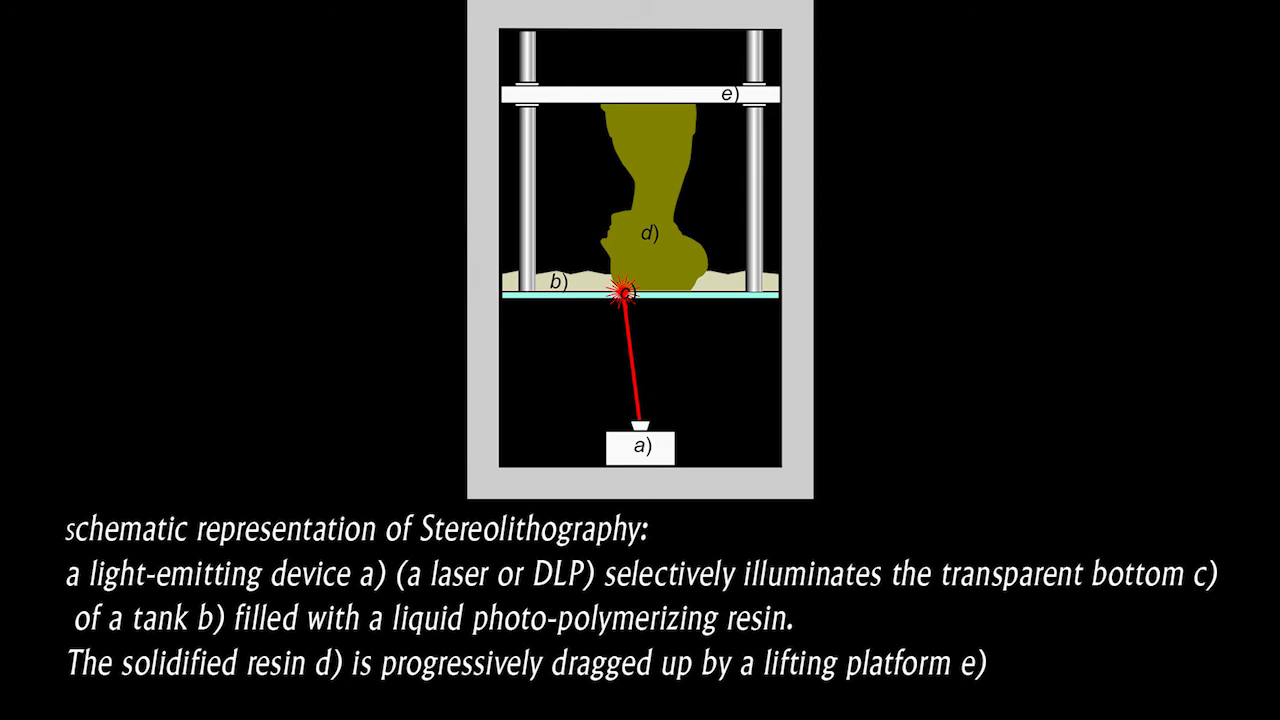 e)
d)
b)
c)
a)
schematic representation of Stereolithography:
a light-emitting device a) (a laser or DLP) selectively illuminates the transparent bottom c)
of a tank b) filled with a liquid photo-polymerizing resin.
The solidified resin d) is progressively dragged up by a lifting platform e)